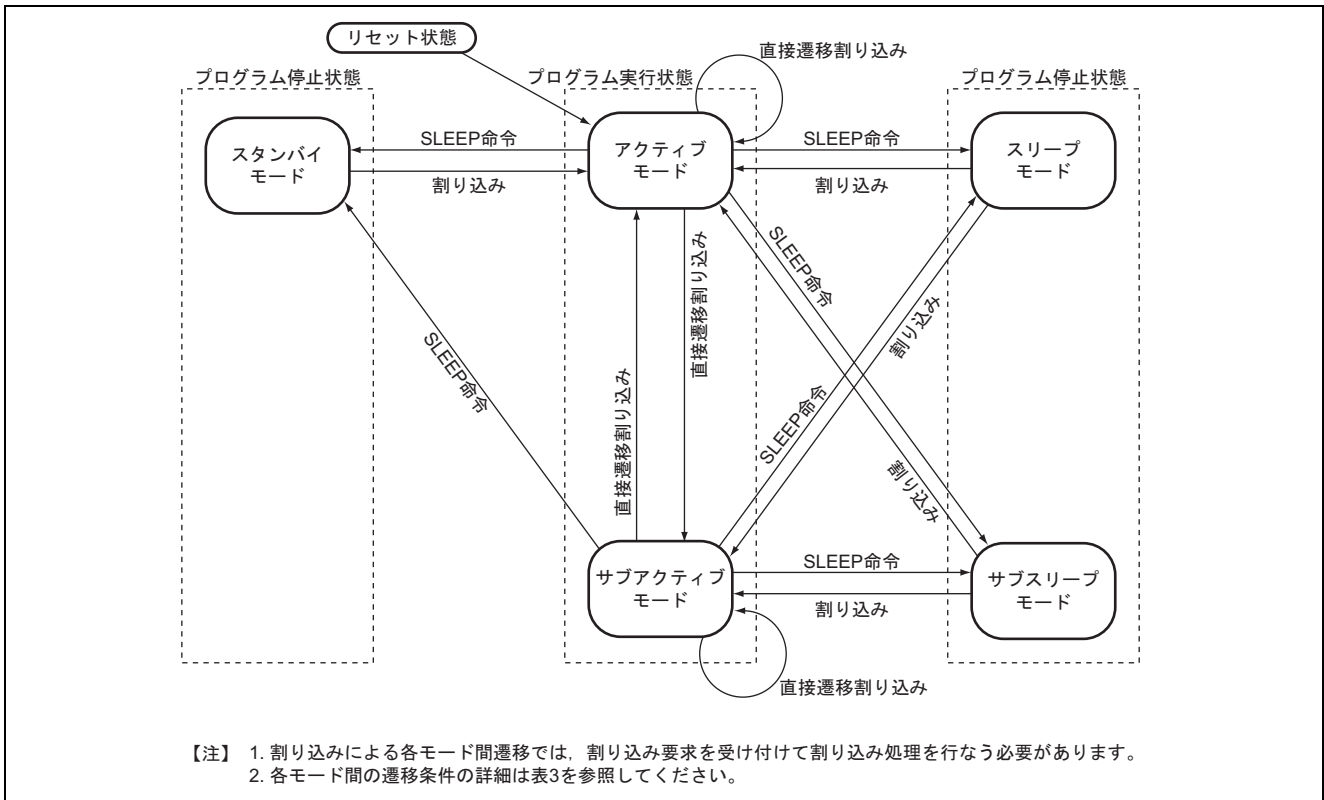 リセット状態
直接遷移割り込み
プログラム停止状態
プログラム実行状態
プログラム停止状態
スタンバイ
モード
SLEEP命令
割り込み
アクティブ
モード
SLEEP命令
割り込み
スリープ
モード
SLEEP命令
直接遷移割り込み
直接遷移割り込み
SLEEP命令
割り込み
SLEEP命令
割り込み
サブアクティブ
モード
SLEEP命令
割り込み
サブスリープ
モード
直接遷移割り込み
【注】 1. 割り込みによる各モード間遷移では，割り込み要求を受け付けて割り込み処理を行なう必要があります。
2. 各モード間の遷移条件の詳細は表3を参照してください。